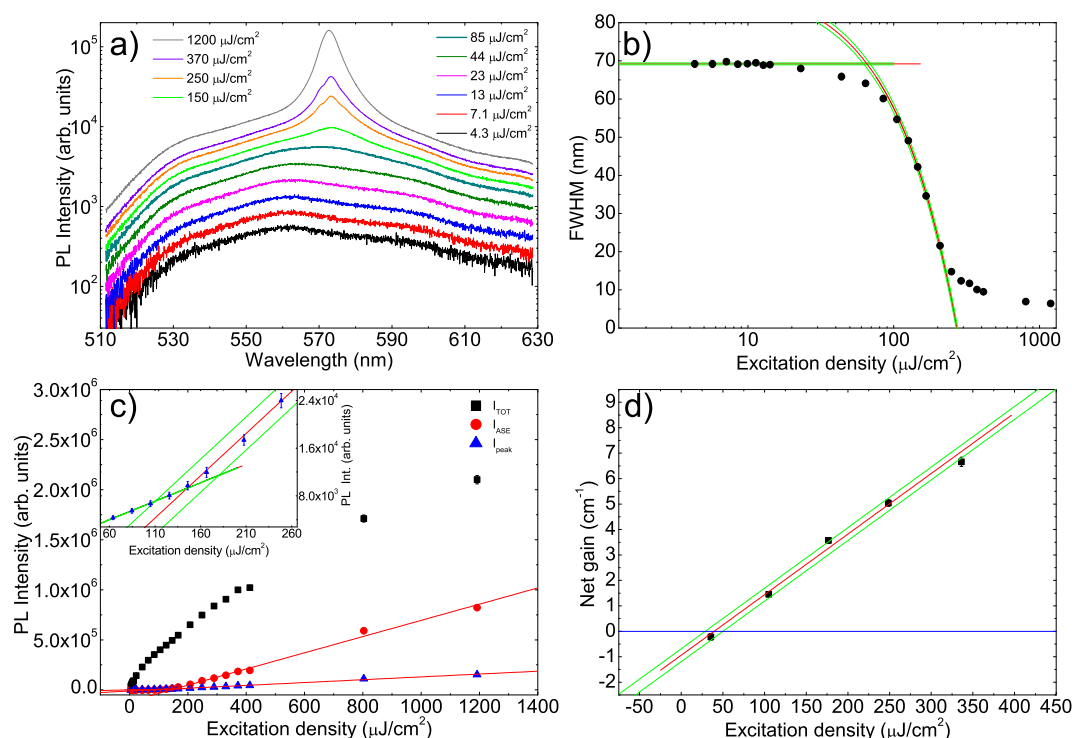 a)
1200 μJ/cm²
370 μJ/cm²
250 μJ/cm²
150 μJ/cm²
85 μJ/cm²
44 μJ/cm²
23 μJ/cm²
13 μJ/cm²
7.1 μJ/cm²
4.3 μJ/cm²
10⁵
10⁴
10³
10²
PL Intensity (arb. units)
510 530 550 570 590 610 630
Wavelength (nm)
b)
80
70
60
50
40
30
20
10
0
FWHM (nm)
10 100 1000
Excitation density (μJ/cm²)
c)
3.0x10⁶
2.5x10⁶
2.0x10⁶
1.5x10⁶
1.0x10⁶
5.0x10⁵
0.0
PL Intensity (arb. units)
I_TOT
I_ASE
I_peak
2.4x10⁴
1.6x10⁴
8.0x10³
PL Int. (arb. units)
60 110 160 210 260
Excitation density (μJ/cm²)
0 200 400 600 800 1000 1200 1400
Excitation density (μJ/cm²)
d)
9
8
7
6
5
4
3
2
1
0
-1
-2
Net gain (cm⁻¹)
-50 0 50 100 150 200 250 300 350 400 450
Excitation density (μJ/cm²)